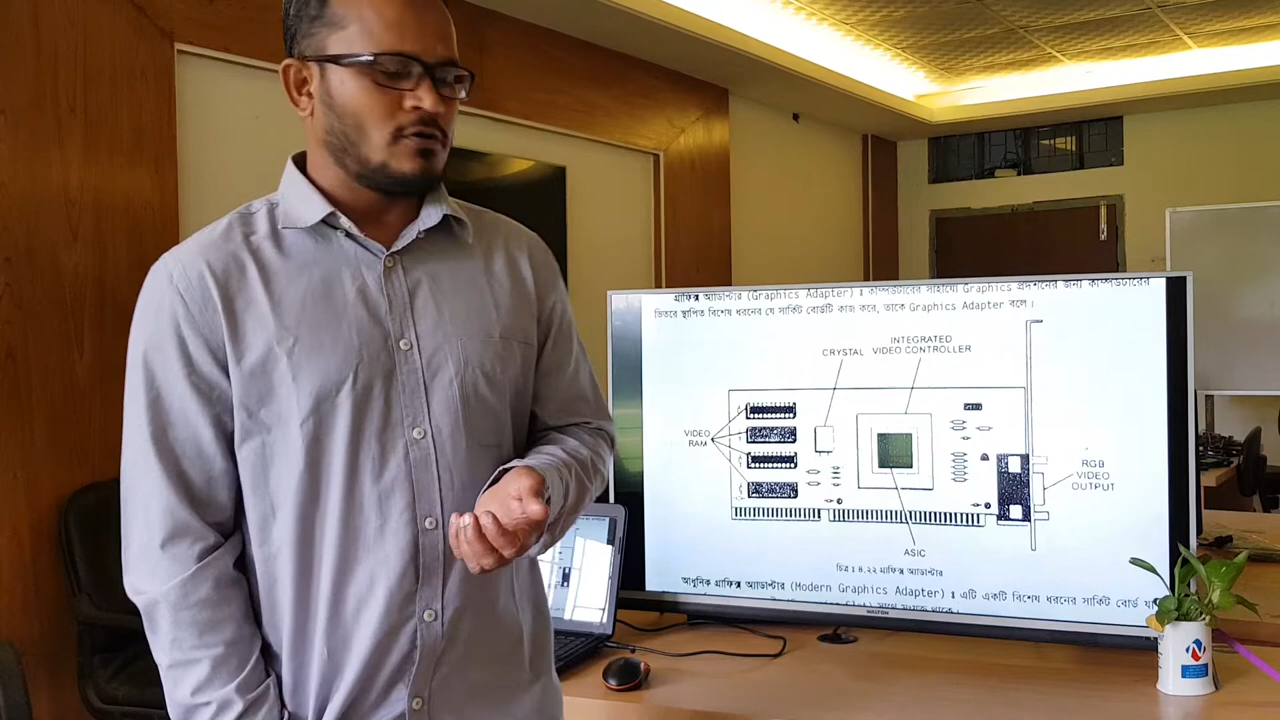 গ্রাফিক্স অ্যাডাপ্টার (Graphics Adapter) ঃ কম্পিউটারের সাহায্যে Graphics প্রদর্শনের জন্য কম্পিউটারের
ভিতরে স্থাপিত বিশেষ ধরনের যে সার্কিট বোর্ডটি কাজ করে, তাকে Graphics Adapter বলে।
INTEGRATED
CRYSTAL VIDEO CONTROLLER
VIDEO
RAM
RGB
VIDEO
OUTPUT
ASIC
চিত্র ঃ ৪.২২ গ্রাফিক্স অ্যাডাপ্টার
আধুনিক গ্রাফিক্স অ্যাডাপ্টার (Modern Graphics Adapter) ঃ এটি একটি বিশেষ ধরনের সার্কিট বোর্ড যা
WALTON